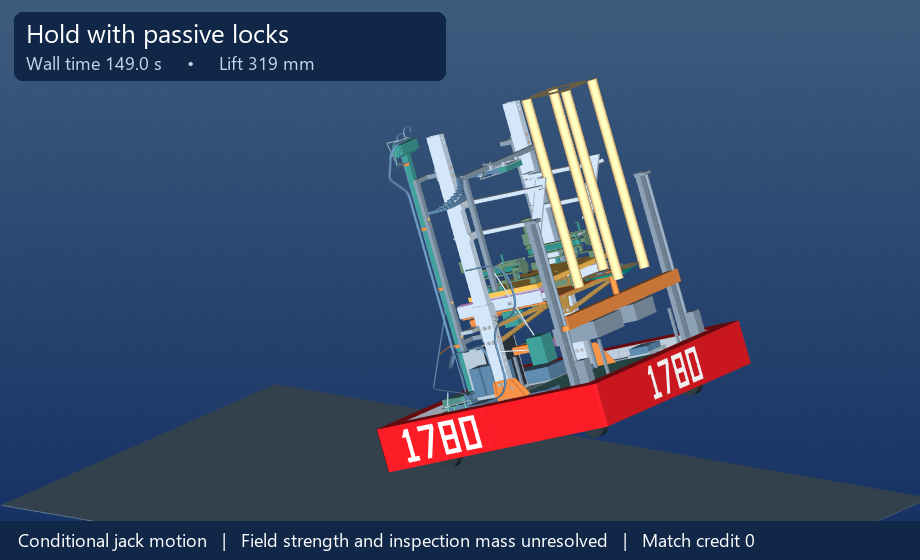 Hold with passive locks
Wall time 149.0 s • Lift 319 mm
1780
1780
Conditional jack motion | Field strength and inspection mass unresolved | Match credit 0